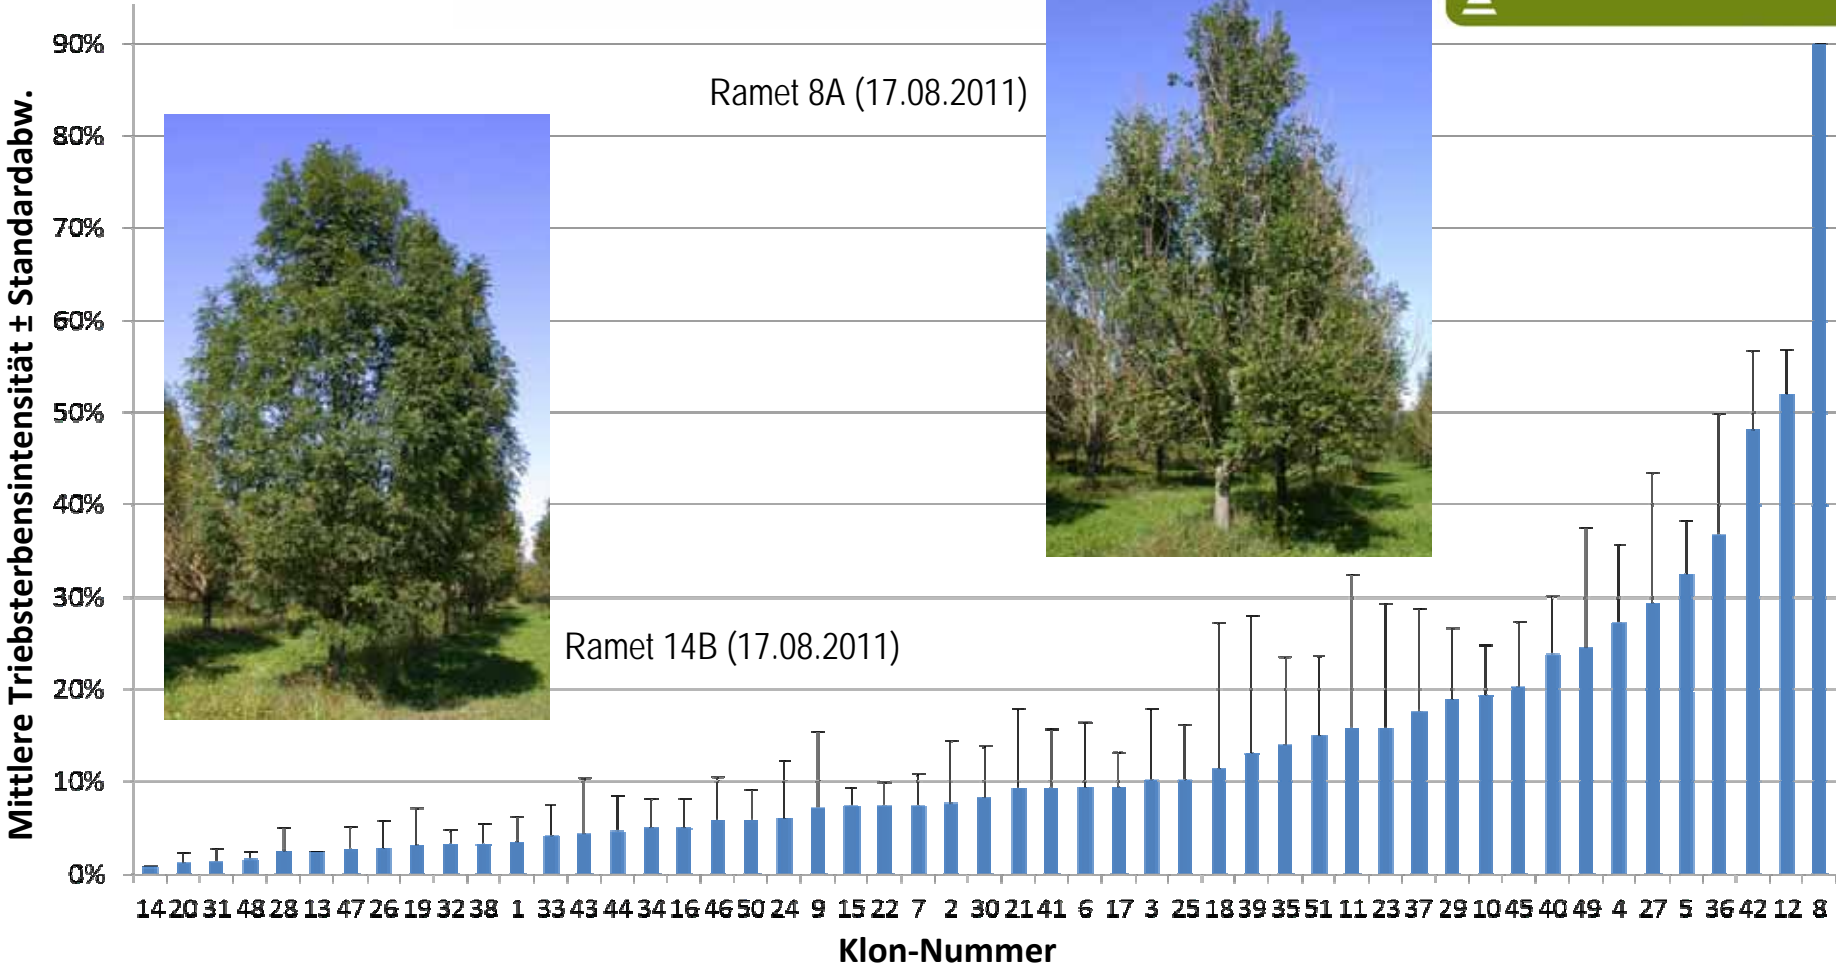 Mittlere Triebsterbensintensität ± Standardabw.
90%
80%
70%
60%
50%
40%
30%
20%
10%
0%
Ramet 8A (17.08.2011)
Ramet 14B (17.08.2011)
14 20 31 48 28 13 47 26 19 32 38 1 33 43 44 34 16 46 50 24 9 15 22 7 2 30 21 41 6 17 3 25 18 39 35 51 11 23 37 29 10 45 40 49 4 27 5 36 42 12 8
Klon-Nummer